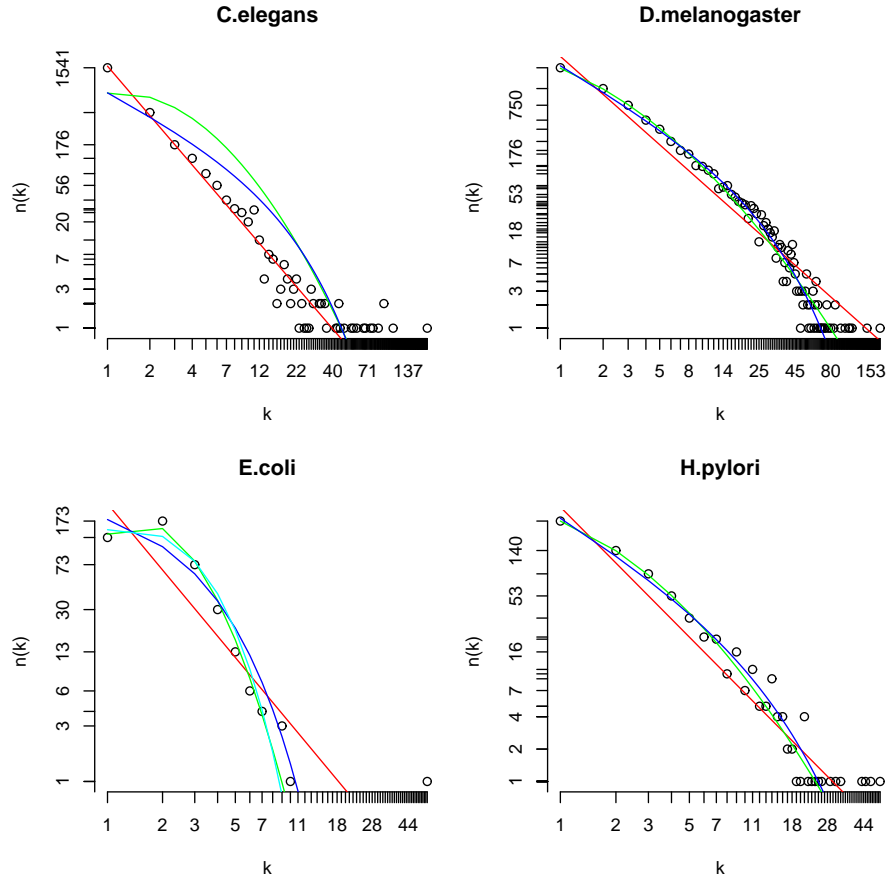 C.elegans
n(k)
1541
176
56
20
7
3
1
1 2 4 7 12 22 40 71 137
k
D.melanogaster
n(k)
750
176
53
18
7
3
1
1 2 3 5 8 14 25 45 80 153
k
E.coli
n(k)
173
73
30
13
6
3
1
1 2 3 5 7 11 18 28 44
k
H.pylori
n(k)
140
53
16
7
4
2
1
1 2 3 5 7 11 18 28 44
k